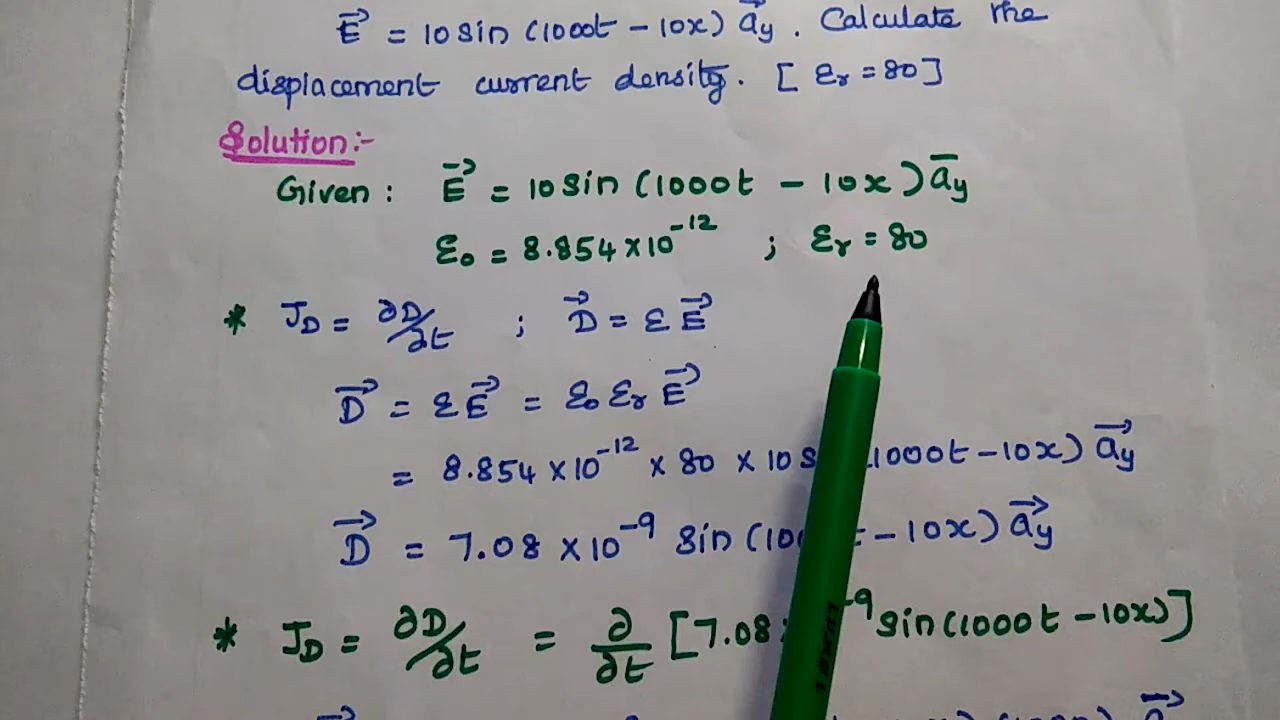 E⃗ = 10 sin (1000t − 10x) a⃗y . Calculate the
displacement current density. [ εr = 80 ]
Solution:-
Given : E⃗ = 10 sin (1000t − 10x) a̅y
ε₀ = 8.854 × 10⁻¹² ; εr = 80
* JD = ∂D/∂t ; D⃗ = ε E⃗
D⃗ = ε E⃗ = ε₀ εr E⃗
= 8.854 × 10⁻¹² × 80 × 10 s 1000t − 10x) a⃗y
D⃗ = 7.08 × 10⁻⁹ sin (10 − 10x) a⃗y
* JD = ∂D/∂t = ∂/∂t [7.08 ⁻⁹ sin (1000t − 10x)]